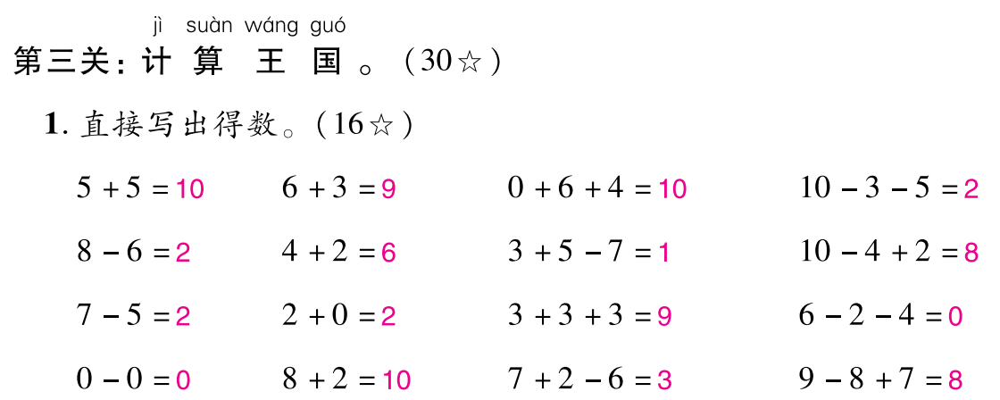 jì suàn wáng guó
第三关：计算王国。（30☆）
1. 直接写出得数。（16☆）
5+5=10 6+3=9 0+6+4=10 10-3-5=2
8-6=2 4+2=6 3+5-7=1 10-4+2=8
7-5=2 2+0=2 3+3+3=9 6-2-4=0
0-0=0 8+2=10 7+2-6=3 9-8+7=8